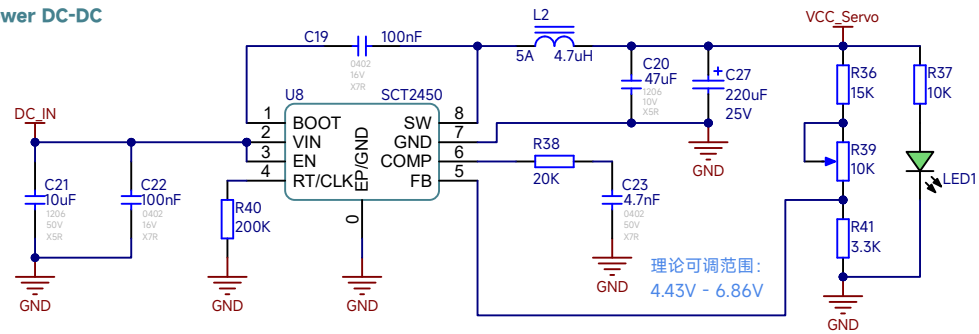 wer DC-DC
VCC_Servo
L2
C19
100nF
5A
4.7uH
0402
16V
X7R
C20
47uF
1206
10V
X5R
+
C27
220uF
25V
R36
15K
R37
10K
U8
SCT2450
DC_IN
1
BOOT
SW
8
2
VIN
GND
7
3
EN
COMP
6
4
RT/CLK
FB
5
EP/GND
0
GND
R38
20K
R39
10K
LED1
C21
10uF
1206
50V
X5R
C22
100nF
0402
16V
X7R
R40
200K
C23
4.7nF
0402
50V
X7R
R41
3.3K
理论可调范围：
4.43V - 6.86V
GND
GND
GND
GND
GND